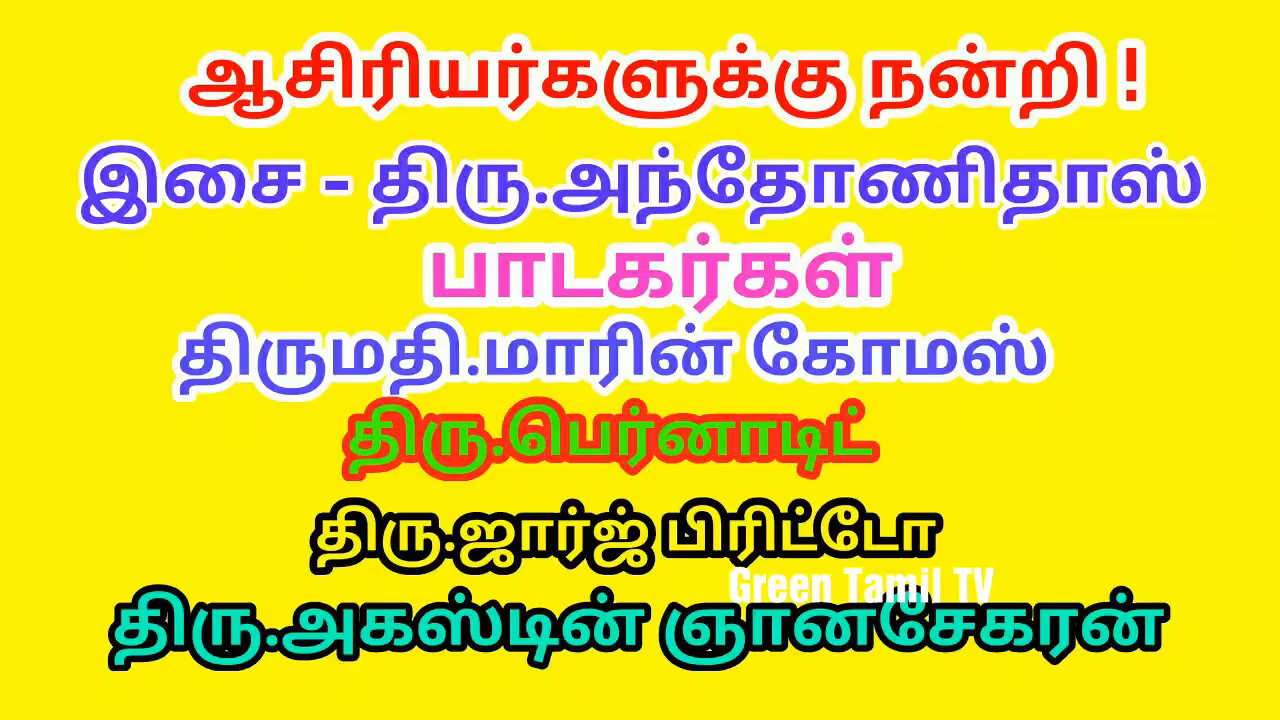 ஆசிரியர்களுக்கு நன்றி !
இசை - திரு.அந்தோணிதாஸ்
பாடகர்கள்
திருமதி.மாரின் கோமஸ்
திரு.பெர்னாடிட்
திரு.ஜார்ஜ் பிரிட்டோ
Green Tamil TV
திரு.அகஸ்டின் ஞானசேகரன்